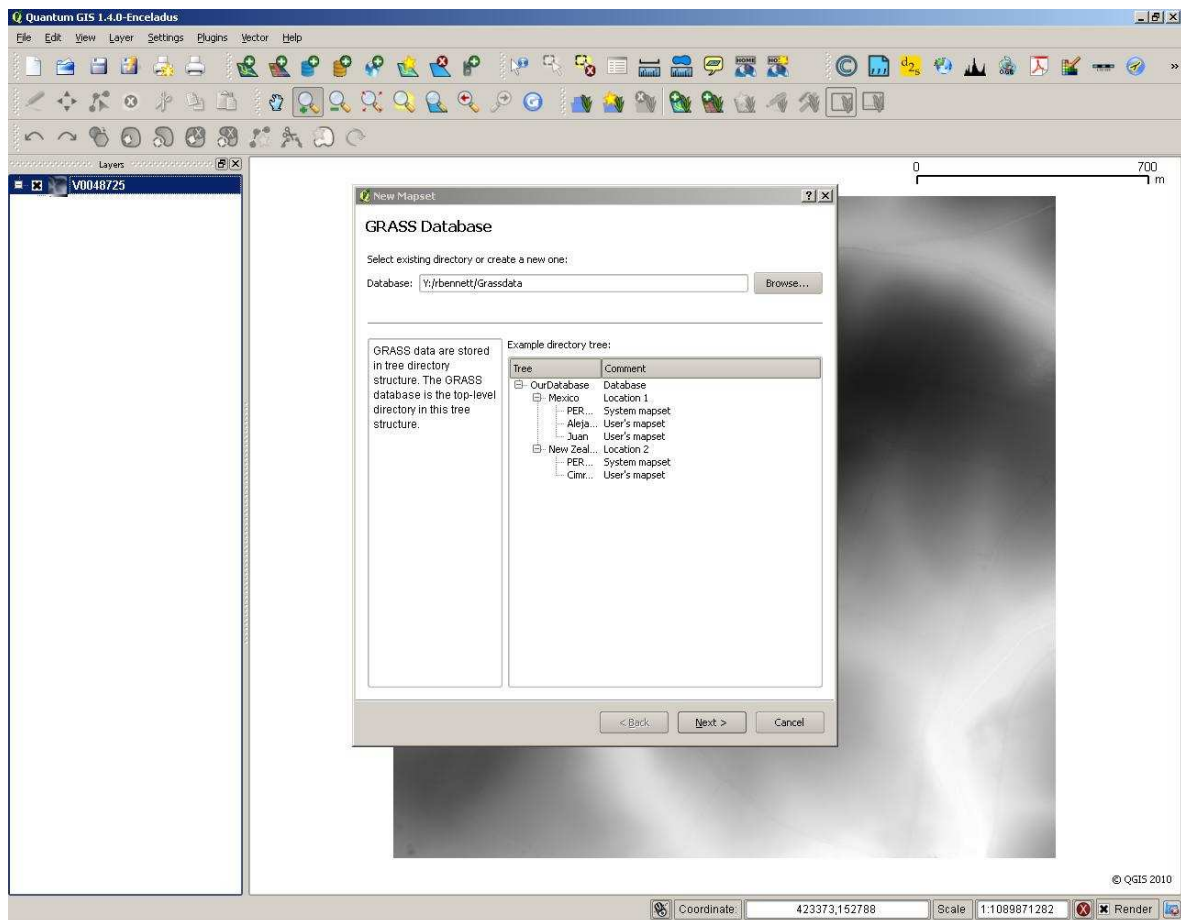 Quantum GIS 1.4.0-Enceladus
File Edit View Layer Settings Plugins Vector Help
Layers
V0048725
0 700
m
New Mapset
GRASS Database
Select existing directory or create a new one:
Database: Y:/rbennett/Grassdata Browse...
GRASS data are stored
in tree directory
structure. The GRASS
database is the top-level
directory in this tree
structure.
Example directory tree:
Tree Comment
OurDatabase Database
Mexico Location 1
PER... System mapset
Aleja... User's mapset
Juan User's mapset
New Zeal... Location 2
PER... System mapset
Cimr... User's mapset
< Back Next > Cancel
© QGIS 2010
Coordinate: 423373,152788 Scale 1:1089871282 Render